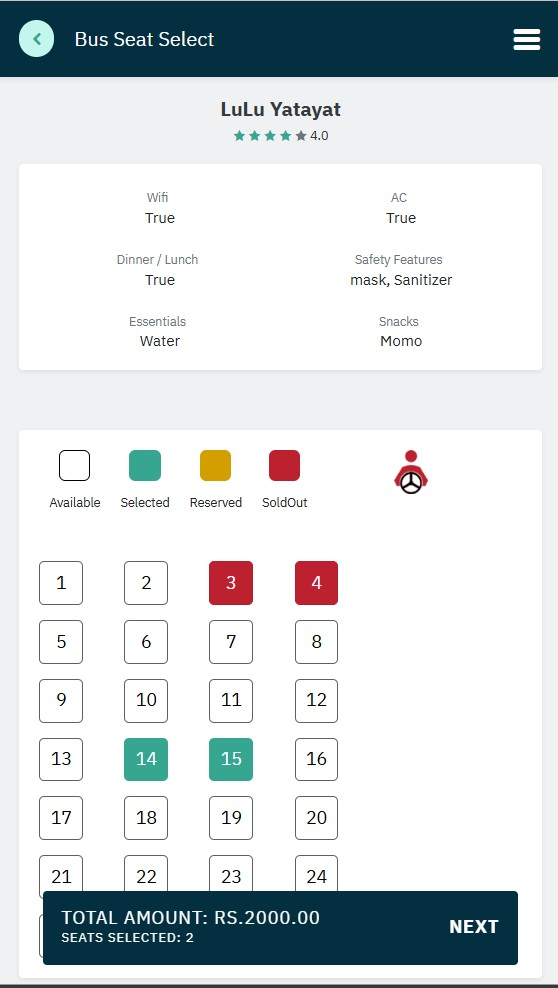 Bus Seat Select
LuLu Yatayat
4.0
Wifi AC
True True
Dinner / Lunch Safety Features
True mask, Sanitizer
Essentials Snacks
Water Momo
Available Selected Reserved SoldOut
1 2 3 4
5 6 7 8
9 10 11 12
13 14 15 16
17 18 19 20
21 22 23 24
TOTAL AMOUNT: RS.2000.00
SEATS SELECTED: 2
NEXT